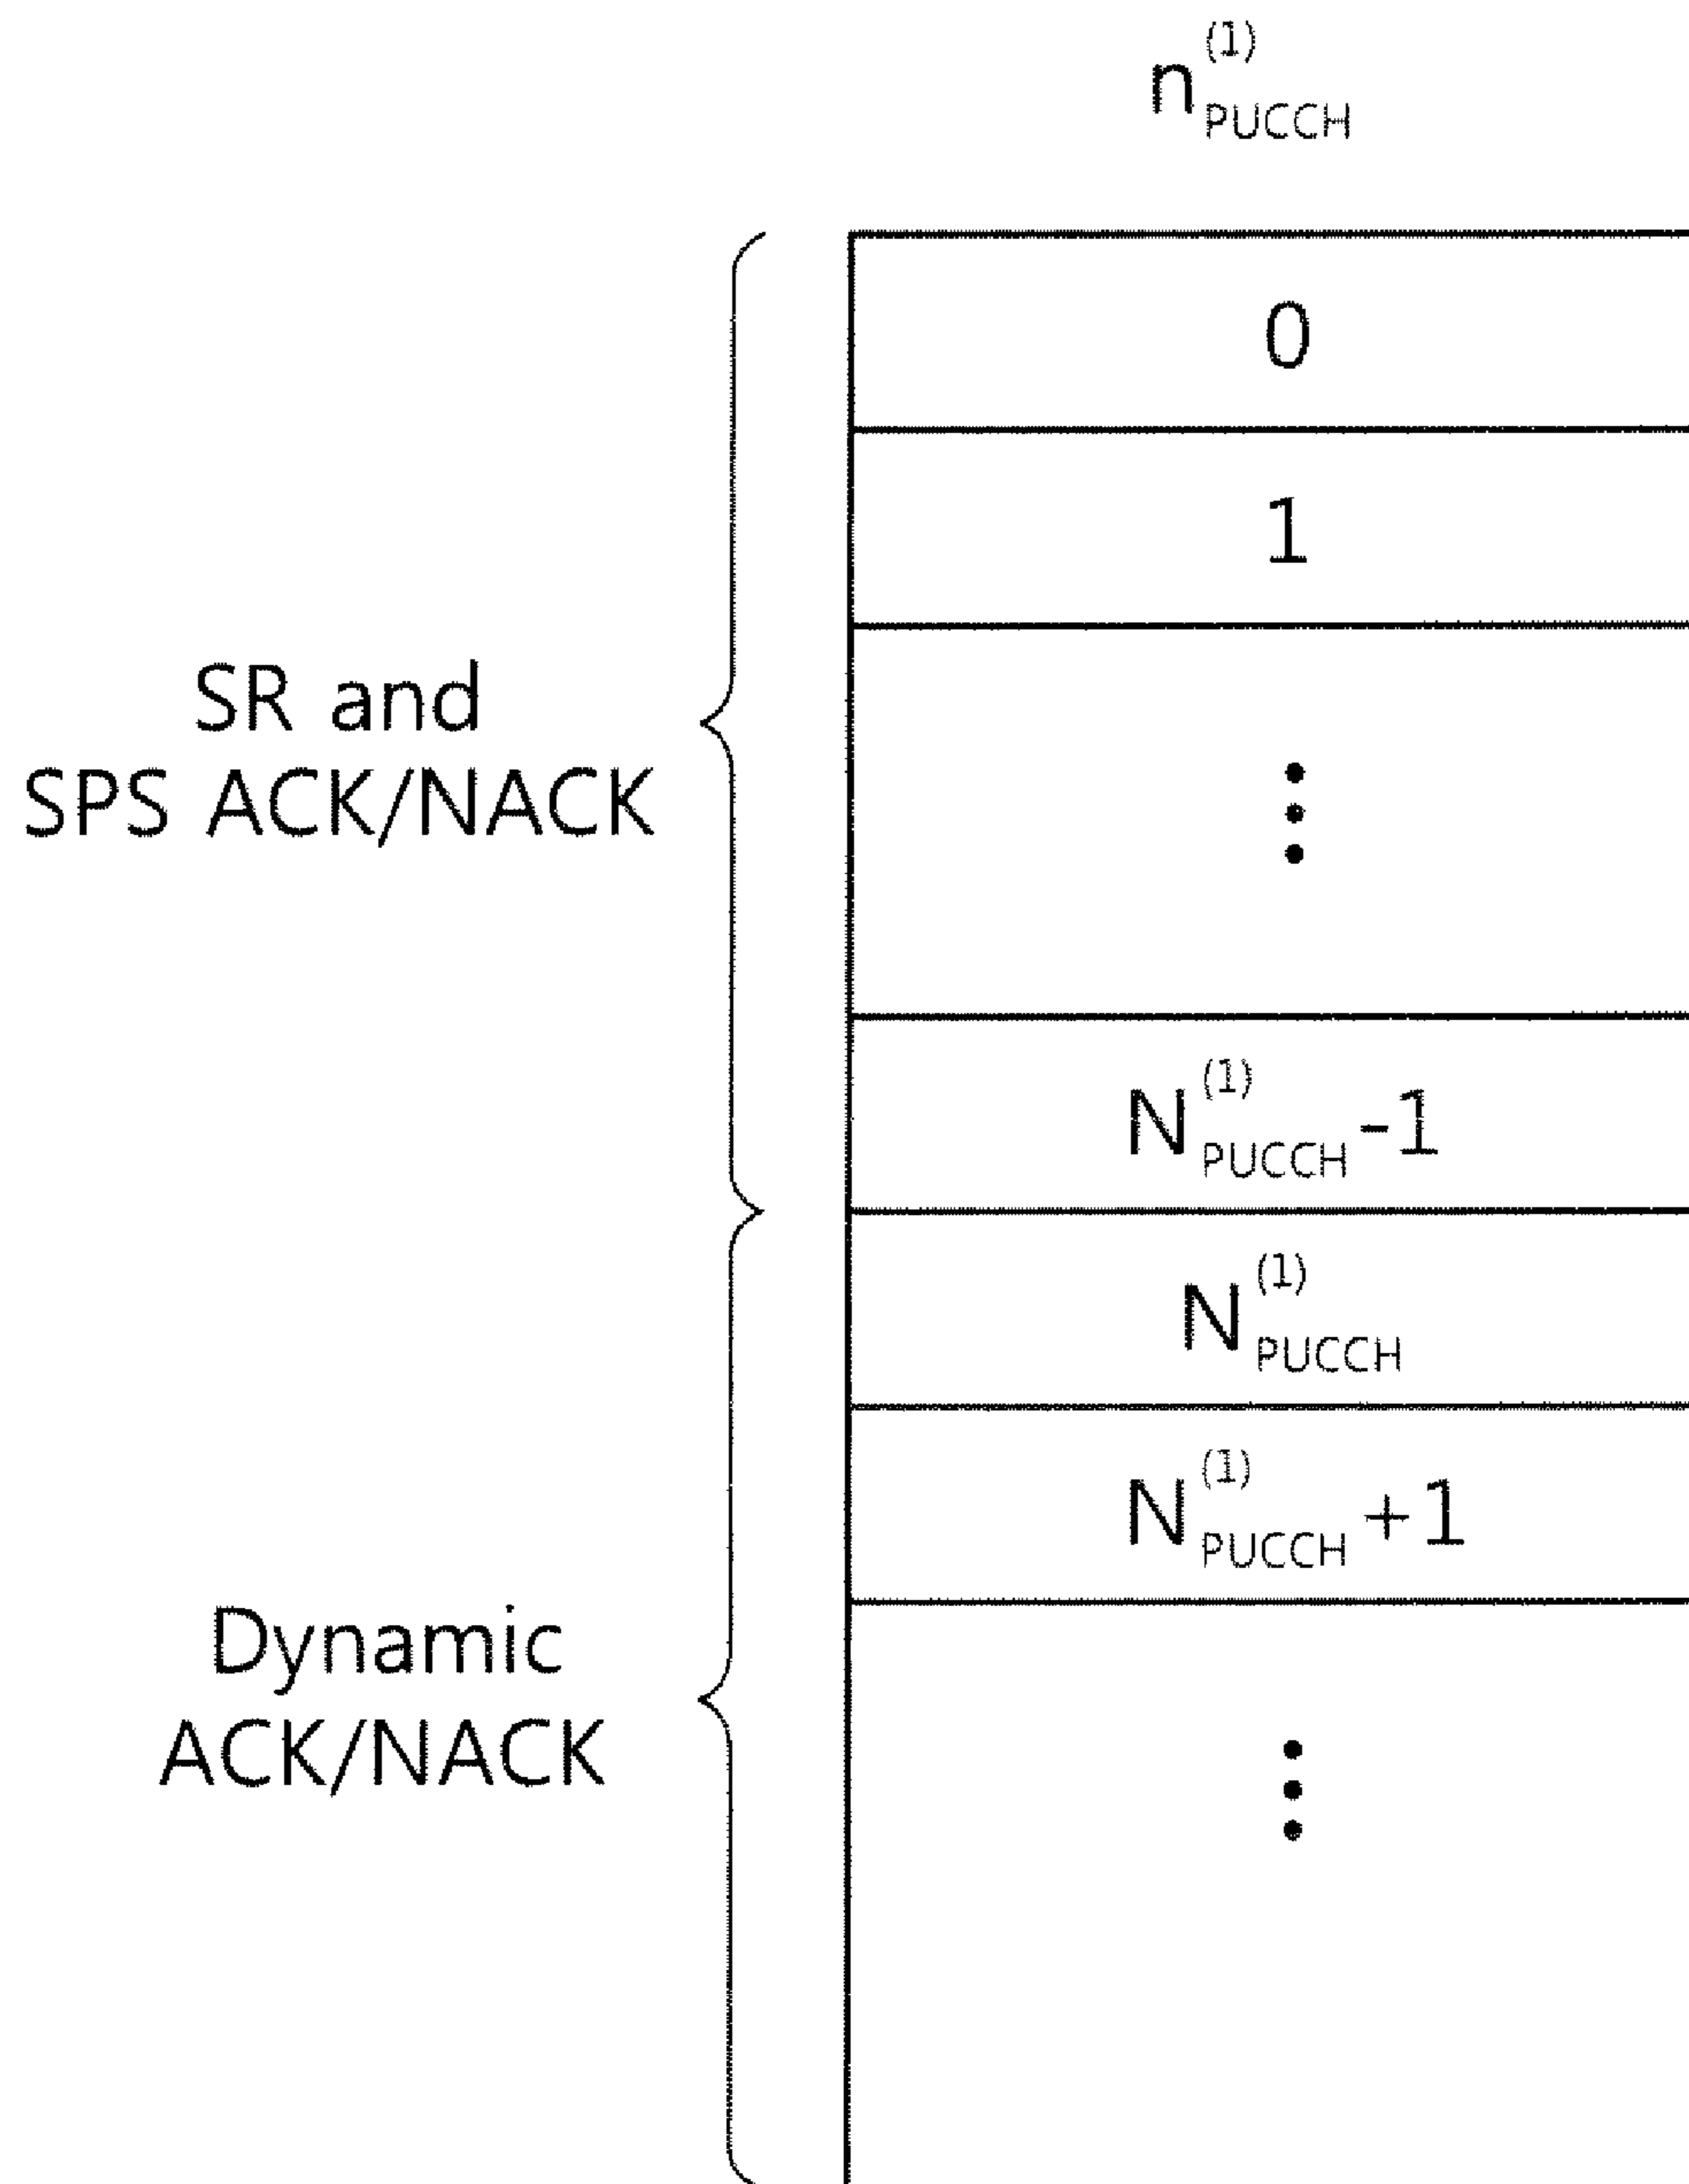 n^{(1)}_{PUCCH}
0
1
SR and
SPS ACK/NACK
⋮
N^{(1)}_{PUCCH}-1
N^{(1)}_{PUCCH}
N^{(1)}_{PUCCH}+1
Dynamic
ACK/NACK
⋮